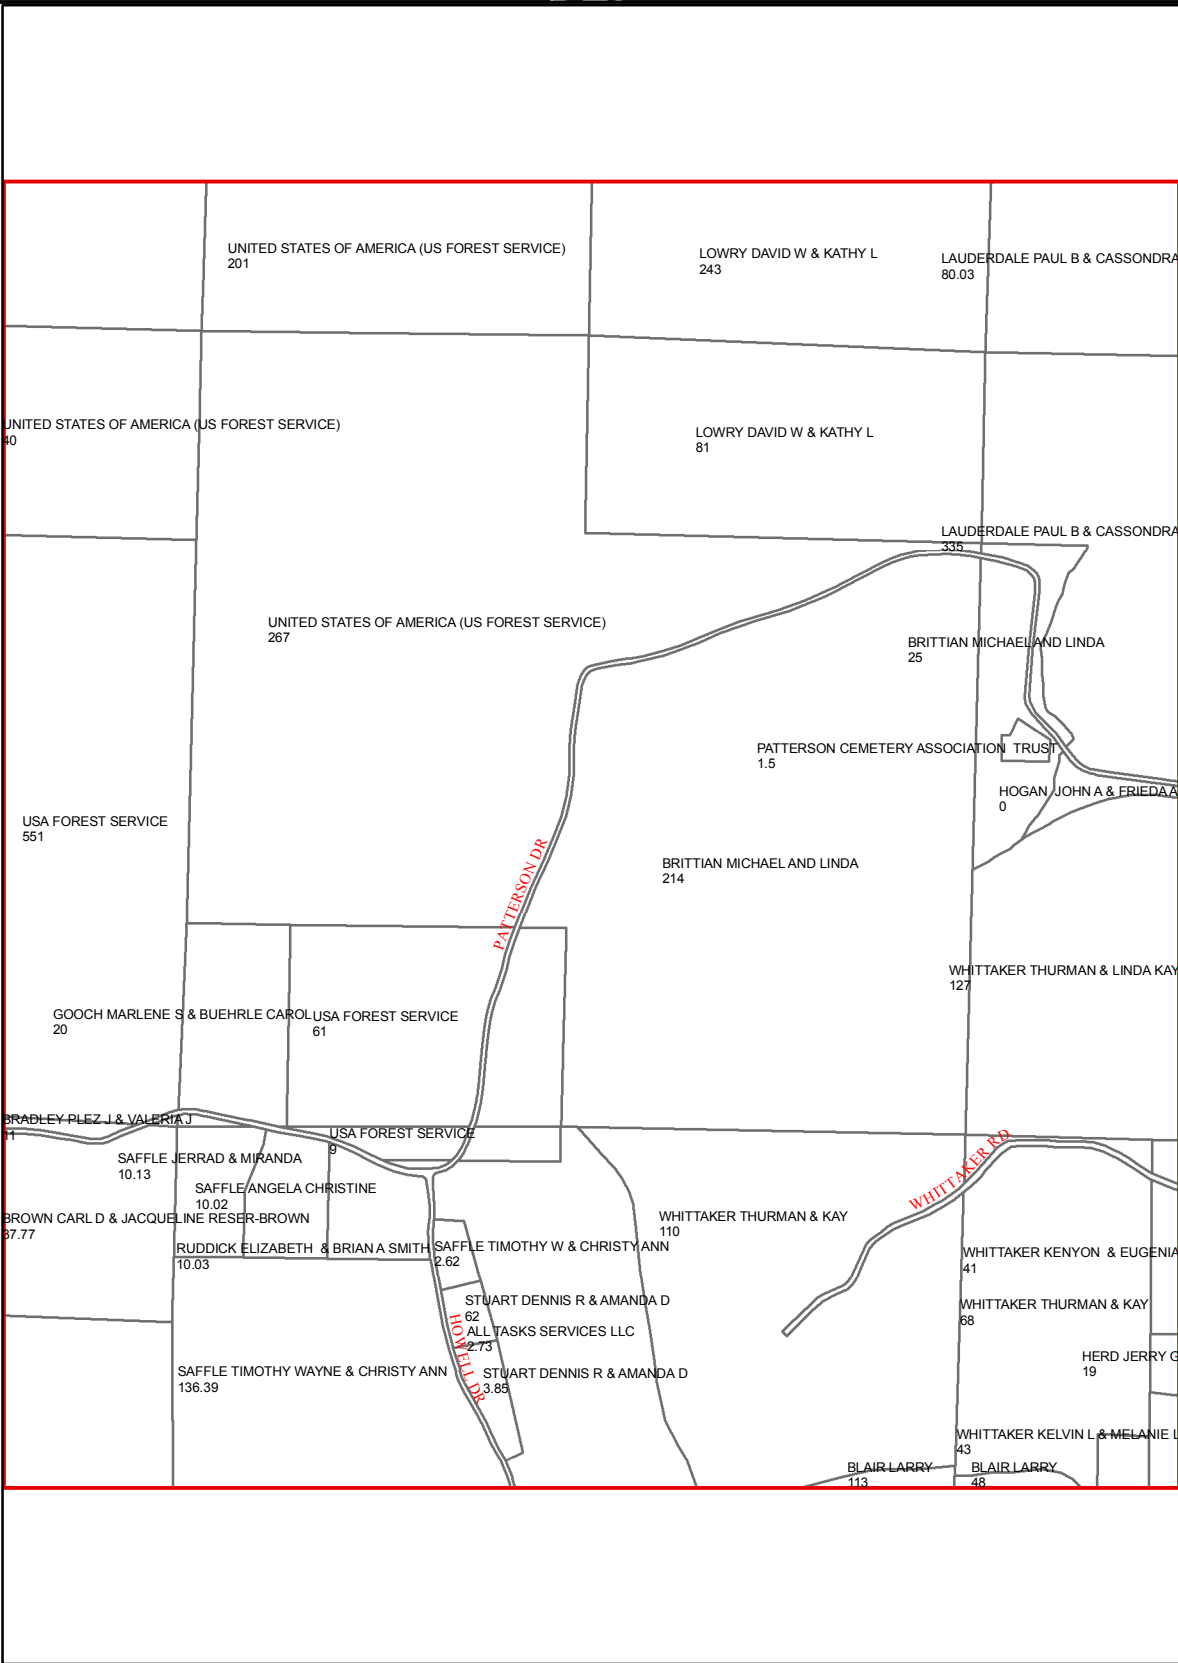 UNITED STATES OF AMERICA (US FOREST SERVICE)
201
LOWRY DAVID W & KATHY L
243
LAUDERDALE PAUL B & CASSONDRA
80.03
UNITED STATES OF AMERICA (US FOREST SERVICE)
40
LOWRY DAVID W & KATHY L
81
LAUDERDALE PAUL B & CASSONDRA
335
UNITED STATES OF AMERICA (US FOREST SERVICE)
267
BRITTIAN MICHAEL AND LINDA
25
PATTERSON CEMETERY ASSOCIATION TRUST
1.5
HOGAN JOHN A & FRIEDA A
0
USA FOREST SERVICE
551
PATTERSON DR
BRITTIAN MICHAEL AND LINDA
214
WHITTAKER THURMAN & LINDA KAY
127
GOOCH MARLENE S & BUEHRLE CAROL
20
USA FOREST SERVICE
61
BRADLEY PLEZ J & VALERIA J
11
USA FOREST SERVICE
9
WHITTAKER RD
SAFFLE JERRAD & MIRANDA
10.13
SAFFLE ANGELA CHRISTINE
10.02
BROWN CARL D & JACQUELINE RESER-BROWN
37.77
WHITTAKER THURMAN & KAY
110
RUDDICK ELIZABETH & BRIAN A SMITH
10.03
SAFFLE TIMOTHY W & CHRISTY ANN
2.62
WHITTAKER KENYON & EUGENIA
41
STUART DENNIS R & AMANDA D
62
WHITTAKER THURMAN & KAY
68
ALL TASKS SERVICES LLC
2.73
HOWELL DR
HERD JERRY G
19
SAFFLE TIMOTHY WAYNE & CHRISTY ANN
136.39
STUART DENNIS R & AMANDA D
3.85
WHITTAKER KELVIN L & MELANIE L
43
BLAIR LARRY
113
BLAIR LARRY
48